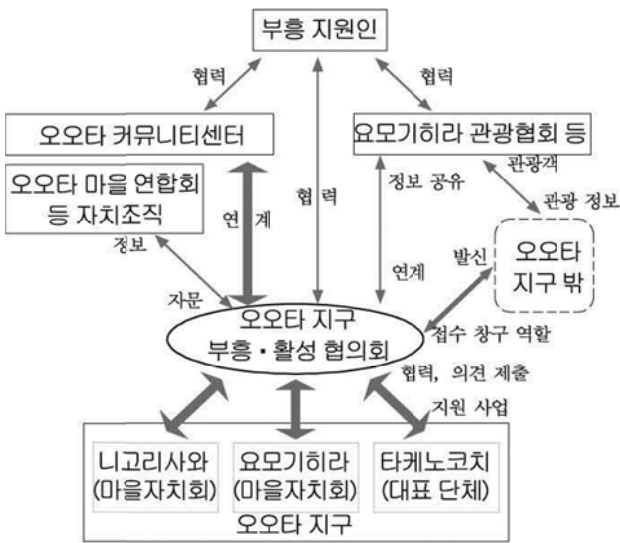 부흥 지원인
협력
협력
오오타 커뮤니티센터
요모기히라 관광협회 등
오오타 마을 연합회
등 자치조직
연 계
협 력
정보 공유
관광객
관광 정보
정보
연계
발신
오오타
지구 밖
자문
오오타 지구
부흥·활성 협의회
접수 창구 역할
협력, 의견 제출
지원 사업
니고리사와
(마을자치회)
요모기히라
(마을자치회)
타케노코치
(대표 단체)
오오타 지구